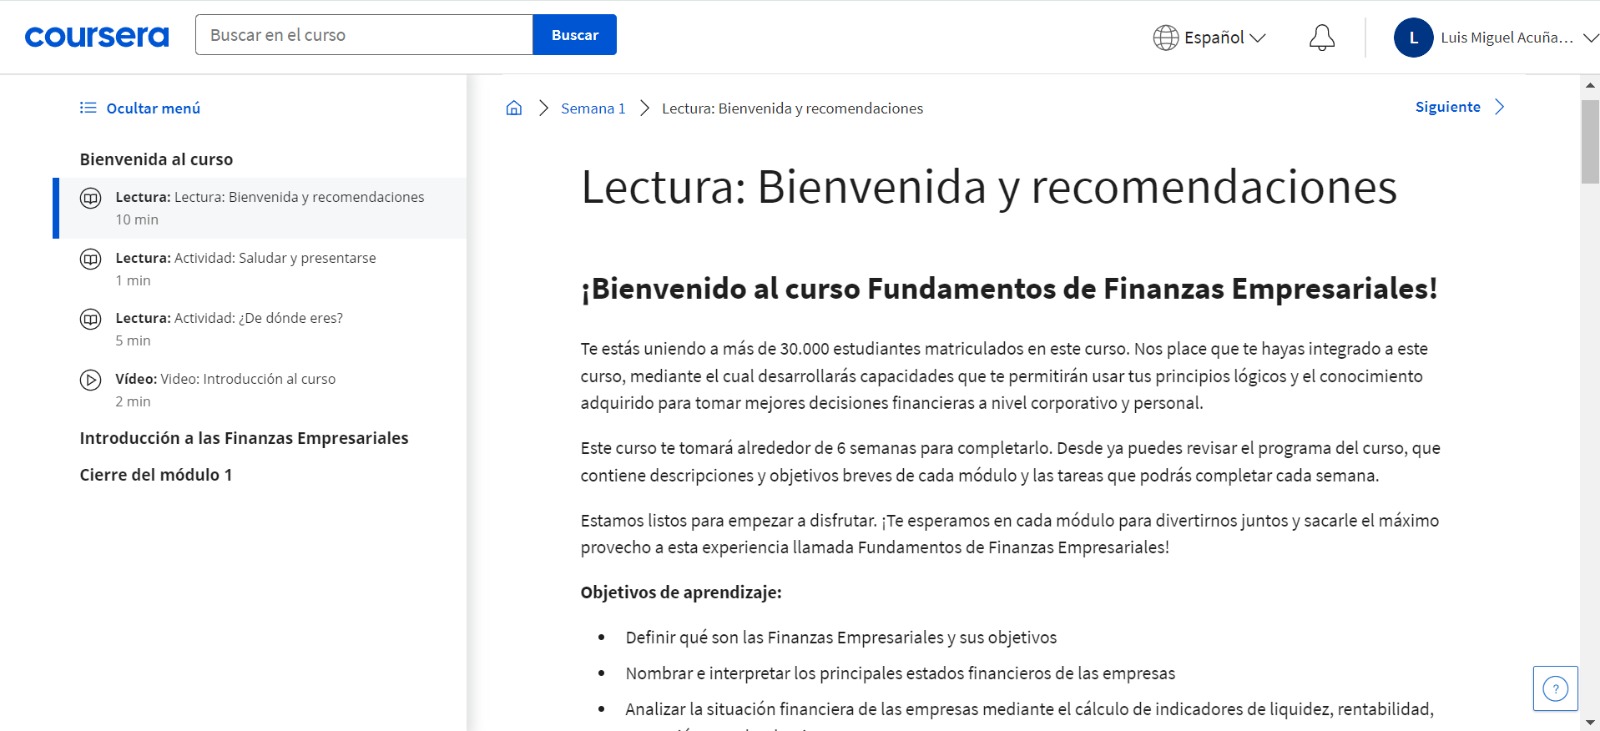 coursera
Buscar en el curso
Buscar
Español
L
Luis Miguel Acuña...
Ocultar menú
Bienvenida al curso
Lectura: Lectura: Bienvenida y recomendaciones
10 min
Lectura: Actividad: Saludar y presentarse
1 min
Lectura: Actividad: ¿De dónde eres?
5 min
Vídeo: Video: Introducción al curso
2 min
Introducción a las Finanzas Empresariales
Cierre del módulo 1
Semana 1
Lectura: Bienvenida y recomendaciones
Siguiente
Lectura: Bienvenida y recomendaciones
¡Bienvenido al curso Fundamentos de Finanzas Empresariales!
Te estás uniendo a más de 30.000 estudiantes matriculados en este curso. Nos place que te hayas integrado a este
curso, mediante el cual desarrollarás capacidades que te permitirán usar tus principios lógicos y el conocimiento
adquirido para tomar mejores decisiones financieras a nivel corporativo y personal.
Este curso te tomará alrededor de 6 semanas para completarlo. Desde ya puedes revisar el programa del curso, que
contiene descripciones y objetivos breves de cada módulo y las tareas que podrás completar cada semana.
Estamos listos para empezar a disfrutar. ¡Te esperamos en cada módulo para divertirnos juntos y sacarle el máximo
provecho a esta experiencia llamada Fundamentos de Finanzas Empresariales!
Objetivos de aprendizaje:
• Definir qué son las Finanzas Empresariales y sus objetivos
• Nombrar e interpretar los principales estados financieros de las empresas
• Analizar la situación financiera de las empresas mediante el cálculo de indicadores de liquidez, rentabilidad,
?